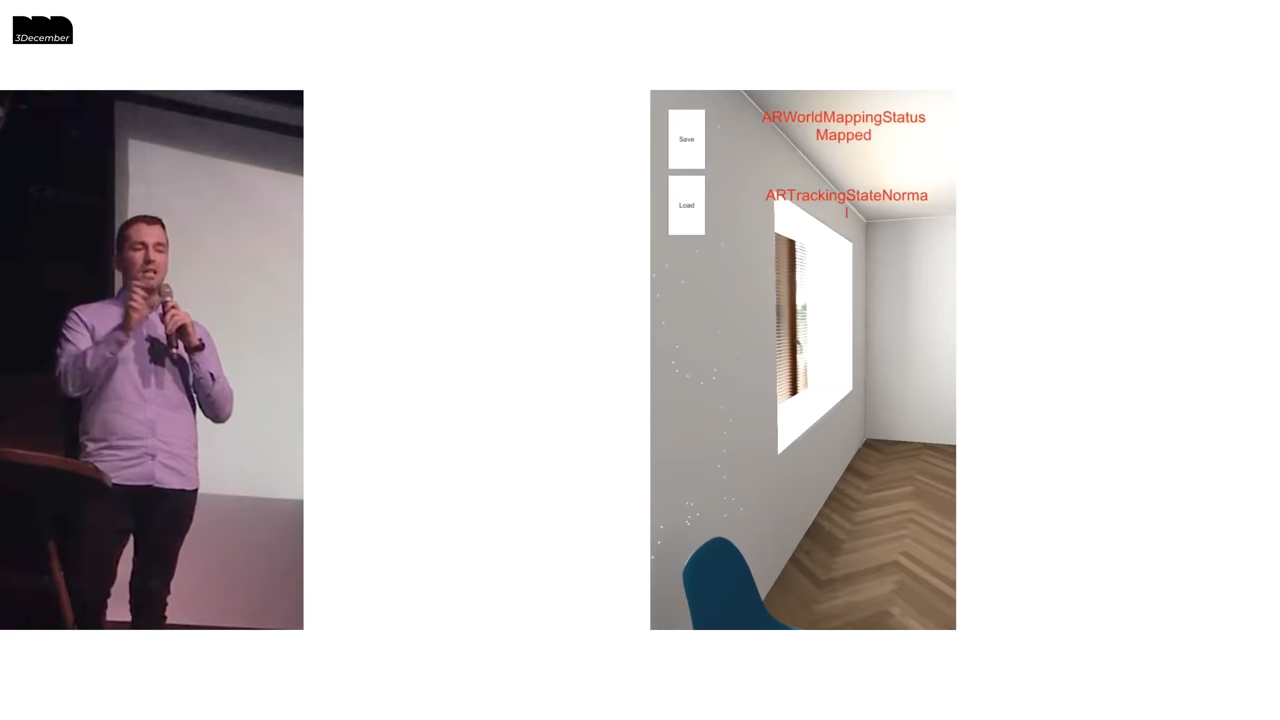 3December
Save
ARWorldMappingStatus
Mapped
Load
ARTrackingStateNorma
l